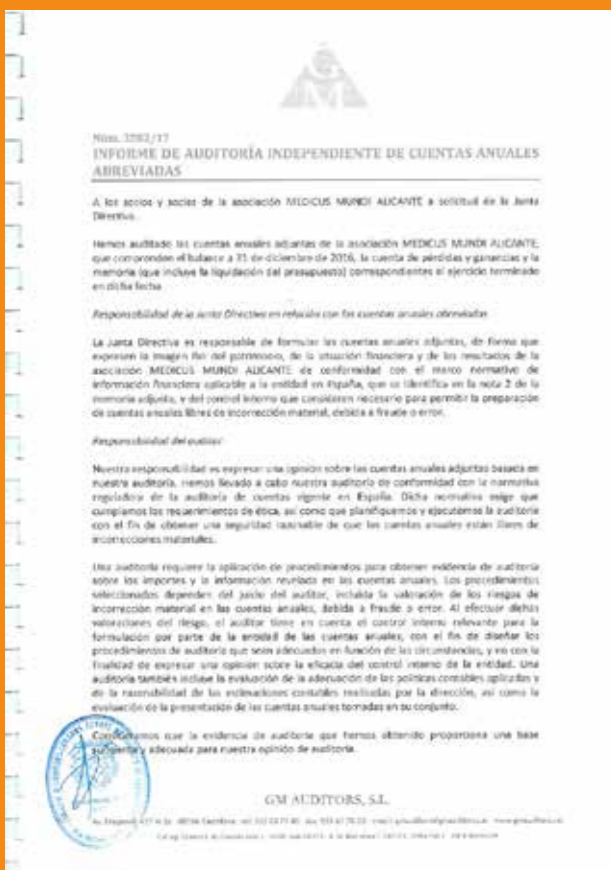 GM
Núm. 3202/17
INFORME DE AUDITORÍA INDEPENDIENTE DE CUENTAS ANUALES
ABREVIADAS
A los socios y socias de la asociación MEDICUS MUNDI ALICANTE a solicitud de la Junta
Directiva.
Hemos auditado las cuentas anuales adjuntas de la asociación MEDICUS MUNDI ALICANTE,
que comprenden el balance a 31 de diciembre de 2016, la cuenta de pérdidas y ganancias y la
memoria (que incluye la liquidación del presupuesto) correspondientes al ejercicio terminado
en dicha fecha.
Responsabilidad de la Junta Directiva en relación con las cuentas anuales abreviadas
La Junta Directiva es responsable de formular las cuentas anuales adjuntas, de forma que
expresen la imagen fiel del patrimonio, de la situación financiera y de los resultados de la
asociación MEDICUS MUNDI ALICANTE de conformidad con el marco normativo de
información financiera aplicable a la entidad en España, que se identifica en la nota 2 de la
memoria adjunta, y del control interno que consideren necesario para permitir la preparación
de cuentas anuales libres de incorrección material, debida a fraude o error.
Responsabilidad del auditor
Nuestra responsabilidad es expresar una opinión sobre las cuentas anuales adjuntas basada en
nuestra auditoría. Hemos llevado a cabo nuestra auditoría de conformidad con la normativa
reguladora de la auditoría de cuentas vigente en España. Dicha normativa exige que
cumplamos los requerimientos de ética, así como que planifiquemos y ejecutemos la auditoría
con el fin de obtener una seguridad razonable de que las cuentas anuales están libres de
incorrecciones materiales.
Una auditoría requiere la aplicación de procedimientos para obtener evidencia de auditoría
sobre los importes y la información revelada en las cuentas anuales. Los procedimientos
seleccionados dependen del juicio del auditor, incluida la valoración de los riesgos de
incorrección material en las cuentas anuales, debida a fraude o error. Al efectuar dichas
valoraciones del riesgo, el auditor tiene en cuenta el control interno relevante para la
formulación por parte de la entidad de las cuentas anuales, con el fin de diseñar los
procedimientos de auditoría que sean adecuados en función de las circunstancias, y no con la
finalidad de expresar una opinión sobre la eficacia del control interno de la entidad. Una
auditoría también incluye la evaluación de la adecuación de las políticas contables aplicadas y
de la razonabilidad de las estimaciones contables realizadas por la dirección, así como la
evaluación de la presentación de las cuentas anuales tomadas en su conjunto.
Consideramos que la evidencia de auditoría que hemos obtenido proporciona una base
suficiente y adecuada para nuestra opinión de auditoría.
GM AUDITORS, S.L.